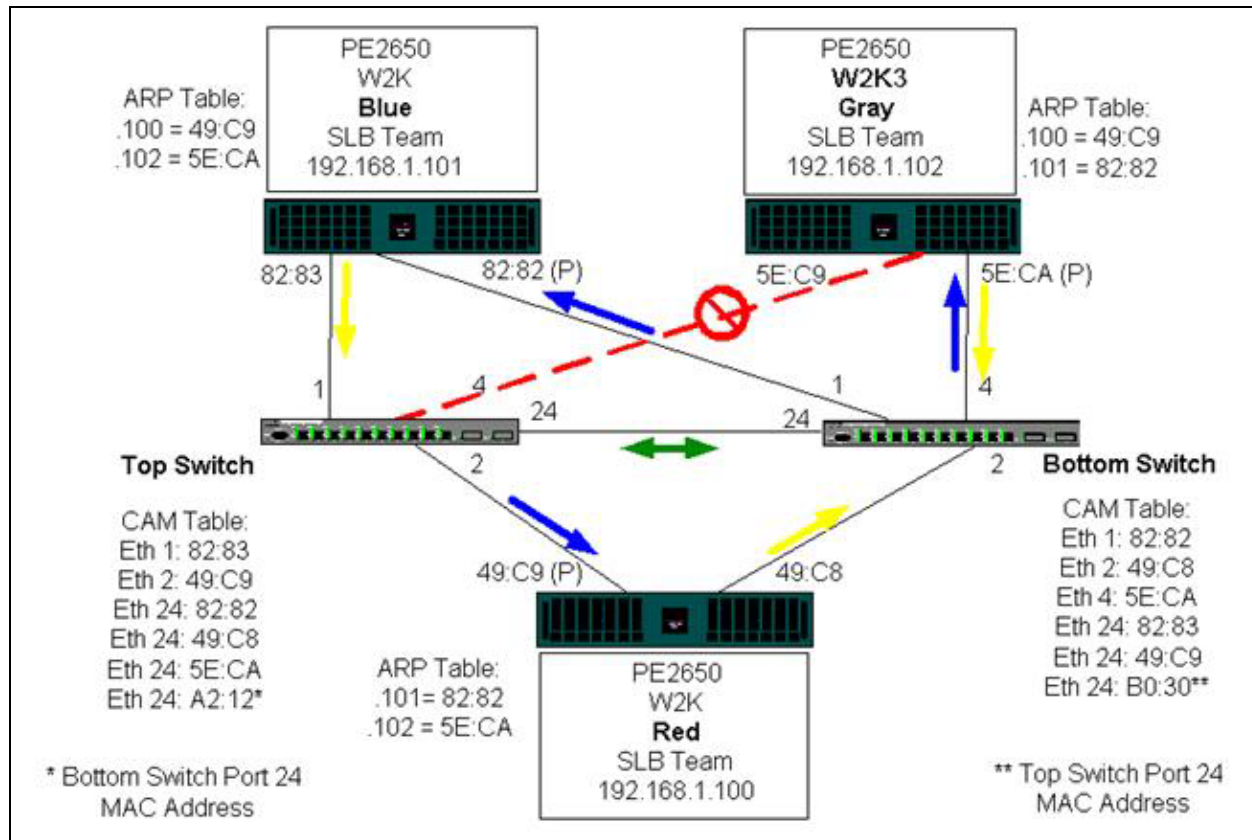 PE2650
W2K
Blue
SLB Team
192.168.1.101
ARP Table:
.100 = 49:C9
.102 = 5E:CA
PE2650
W2K3
Gray
SLB Team
192.168.1.102
ARP Table:
.100 = 49:C9
.101 = 82:82
82:83
82:82 (P)
5E:C9
5E:CA (P)
1
4
24
24
1
4
Top Switch
2
2
Bottom Switch
CAM Table:
Eth 1: 82:83
Eth 2: 49:C9
Eth 24: 82:82
Eth 24: 49:C8
Eth 24: 5E:CA
Eth 24: A2:12*
CAM Table:
Eth 1: 82:82
Eth 2: 49:C8
Eth 4: 5E:CA
Eth 24: 82:83
Eth 24: 49:C9
Eth 24: B0:30**
49:C9 (P)
49:C8
ARP Table:
.101= 82:82
.102 = 5E:CA
PE2650
W2K
Red
SLB Team
192.168.1.100
* Bottom Switch Port 24
MAC Address
** Top Switch Port 24
MAC Address